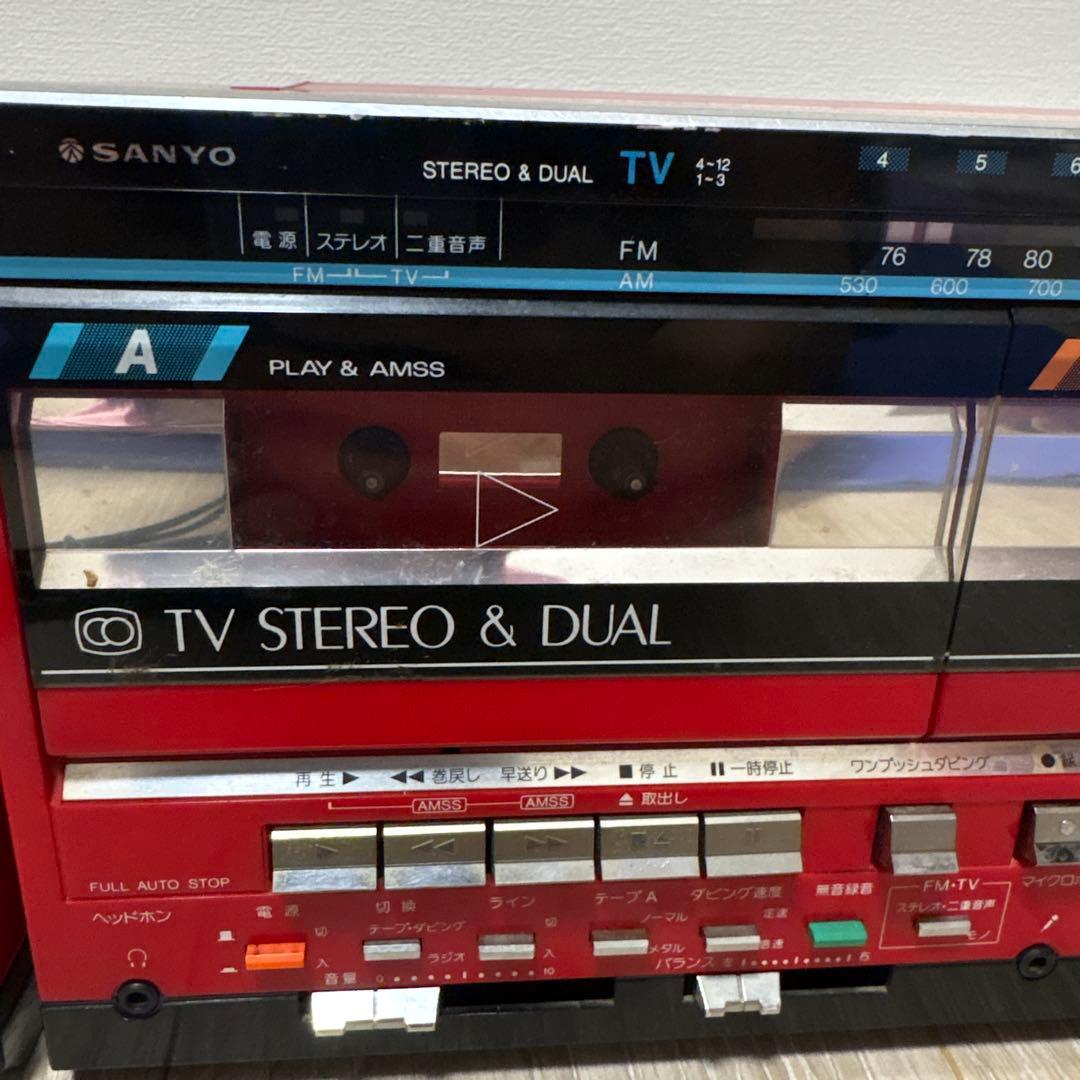 SANYO
STEREO & DUAL TV 4~12 1~3
4 5 6
電源 ステレオ 二重音声
FM 76 78 80
FM TV
AM 530 600 700
A PLAY & AMSS
TV STEREO & DUAL
再生▶ ◀◀巻戻し 早送り▶▶ ■停止 ⏸一時停止 ワンプッシュダビング ●録
AMSS AMSS ⏏取出し
FULL AUTO STOP
ヘッドホン
電源 切換 ライン テープA ダビング速度 無音録音 FM・TV
切 入
テープ・ダビング ラジオ
切 入
ノーマル メタル
定速 倍速
ステレオ・二重音声 モノ
音量 0 10
バランス 左 右